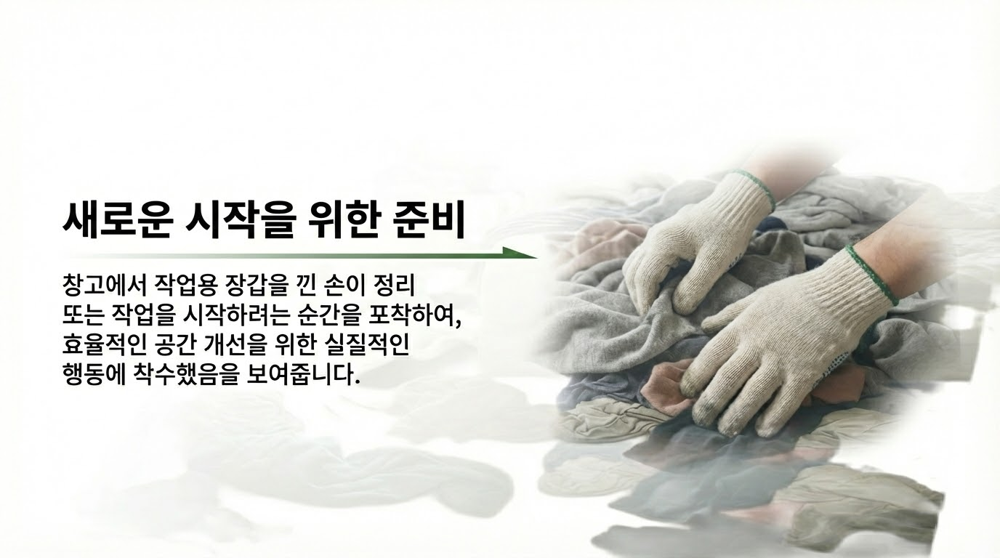 새로운 시작을 위한 준비
창고에서 작업용 장갑을 낀 손이 정리
또는 작업을 시작하려는 순간을 포착하여,
효율적인 공간 개선을 위한 실질적인
행동에 착수했음을 보여줍니다.